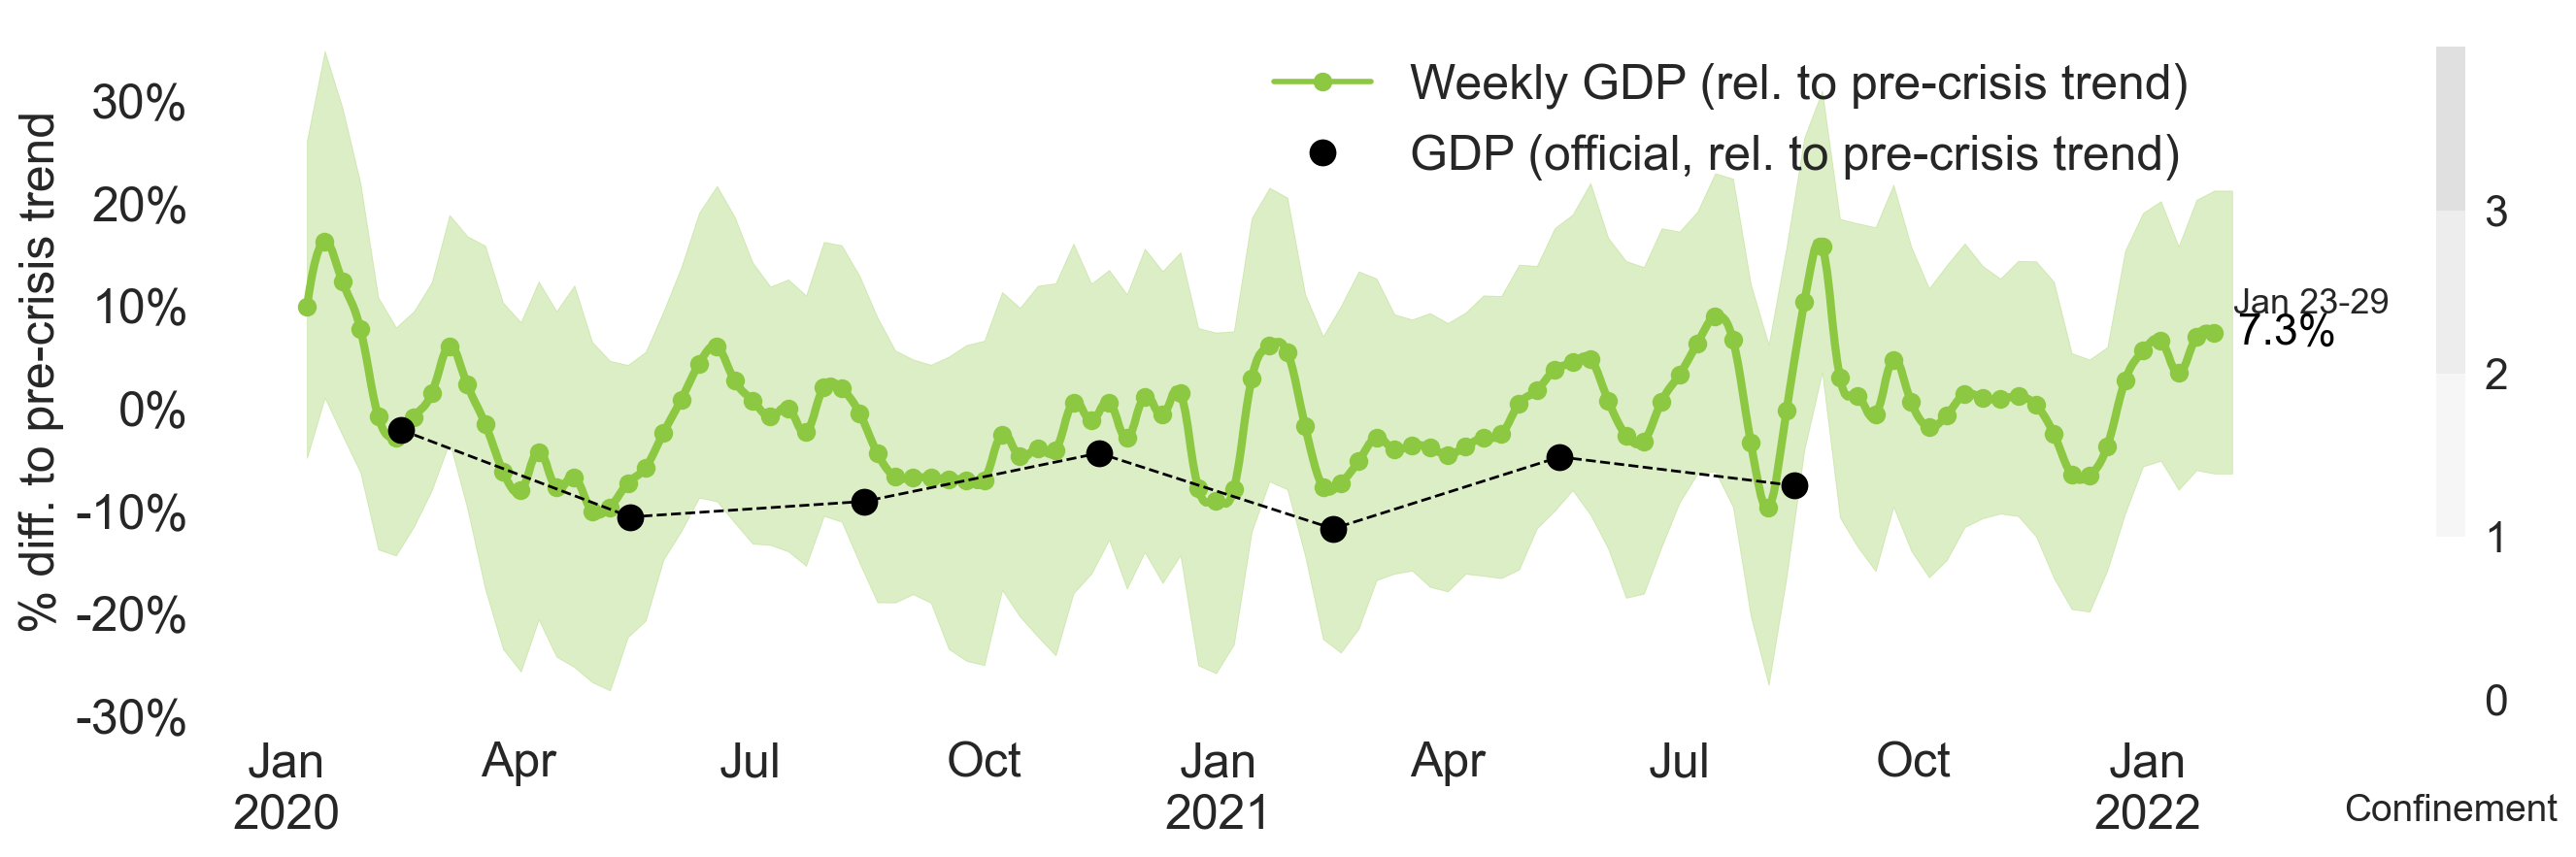 Weekly GDP (rel. to pre-crisis trend)
GDP (official, rel. to pre-crisis trend)
% diff. to pre-crisis trend
30%
20%
10%
0%
-10%
-20%
-30%
Jan 23-29
7.3%
3
2
1
0
Jan Apr Jul Oct Jan Apr Jul Oct Jan
2020 2021 2022
Confinement